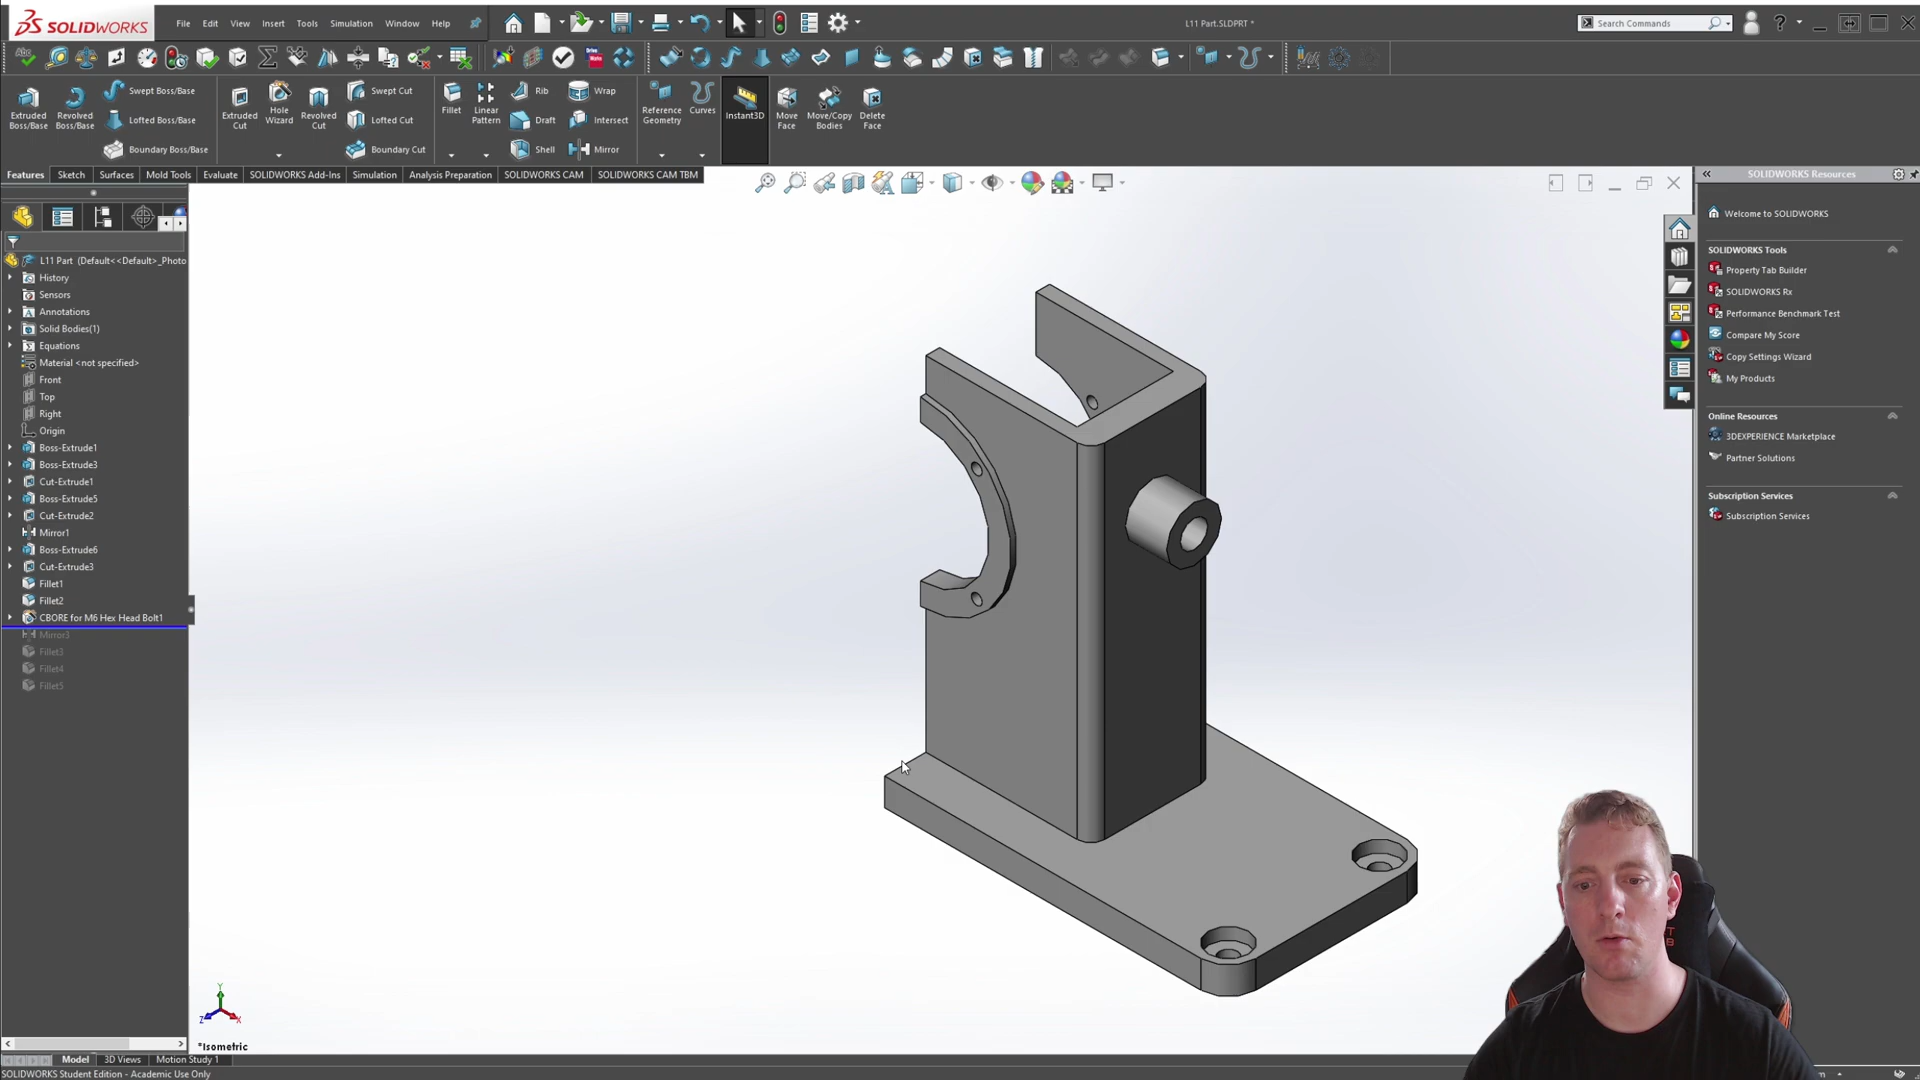 SOLIDWORKS
File Edit View Insert Tools Simulation Window Help
L11 Part.SLDPRT *
Search Commands
Extruded Boss/Base
Revolved Boss/Base
Swept Boss/Base
Lofted Boss/Base
Boundary Boss/Base
Extruded Cut
Hole Wizard
Revolved Cut
Swept Cut
Lofted Cut
Boundary Cut
Fillet
Linear Pattern
Rib
Draft
Shell
Wrap
Intersect
Mirror
Reference Geometry
Curves
Instant3D
Move Face
Move/Copy Bodies
Delete Face
Features Sketch Surfaces Mold Tools Evaluate SOLIDWORKS Add-Ins Simulation Analysis Preparation SOLIDWORKS CAM SOLIDWORKS CAM TBM
L11 Part (Default<<Default>_Photo
History
Sensors
Annotations
Solid Bodies(1)
Equations
Material <not specified>
Front
Top
Right
Origin
Boss-Extrude1
Boss-Extrude3
Cut-Extrude1
Boss-Extrude5
Cut-Extrude2
Mirror1
Boss-Extrude6
Cut-Extrude3
Fillet1
Fillet2
CBORE for M6 Hex Head Bolt1
Mirror3
Fillet3
Fillet4
Fillet5
SOLIDWORKS Resources
Welcome to SOLIDWORKS
SOLIDWORKS Tools
Property Tab Builder
SOLIDWORKS Rx
Performance Benchmark Test
Compare My Score
Copy Settings Wizard
My Products
Online Resources
3DEXPERIENCE Marketplace
Partner Solutions
Subscription Services
Subscription Services
Y
Z
X
*Isometric
Model 3D Views Motion Study 1
SOLIDWORKS Student Edition - Academic Use Only